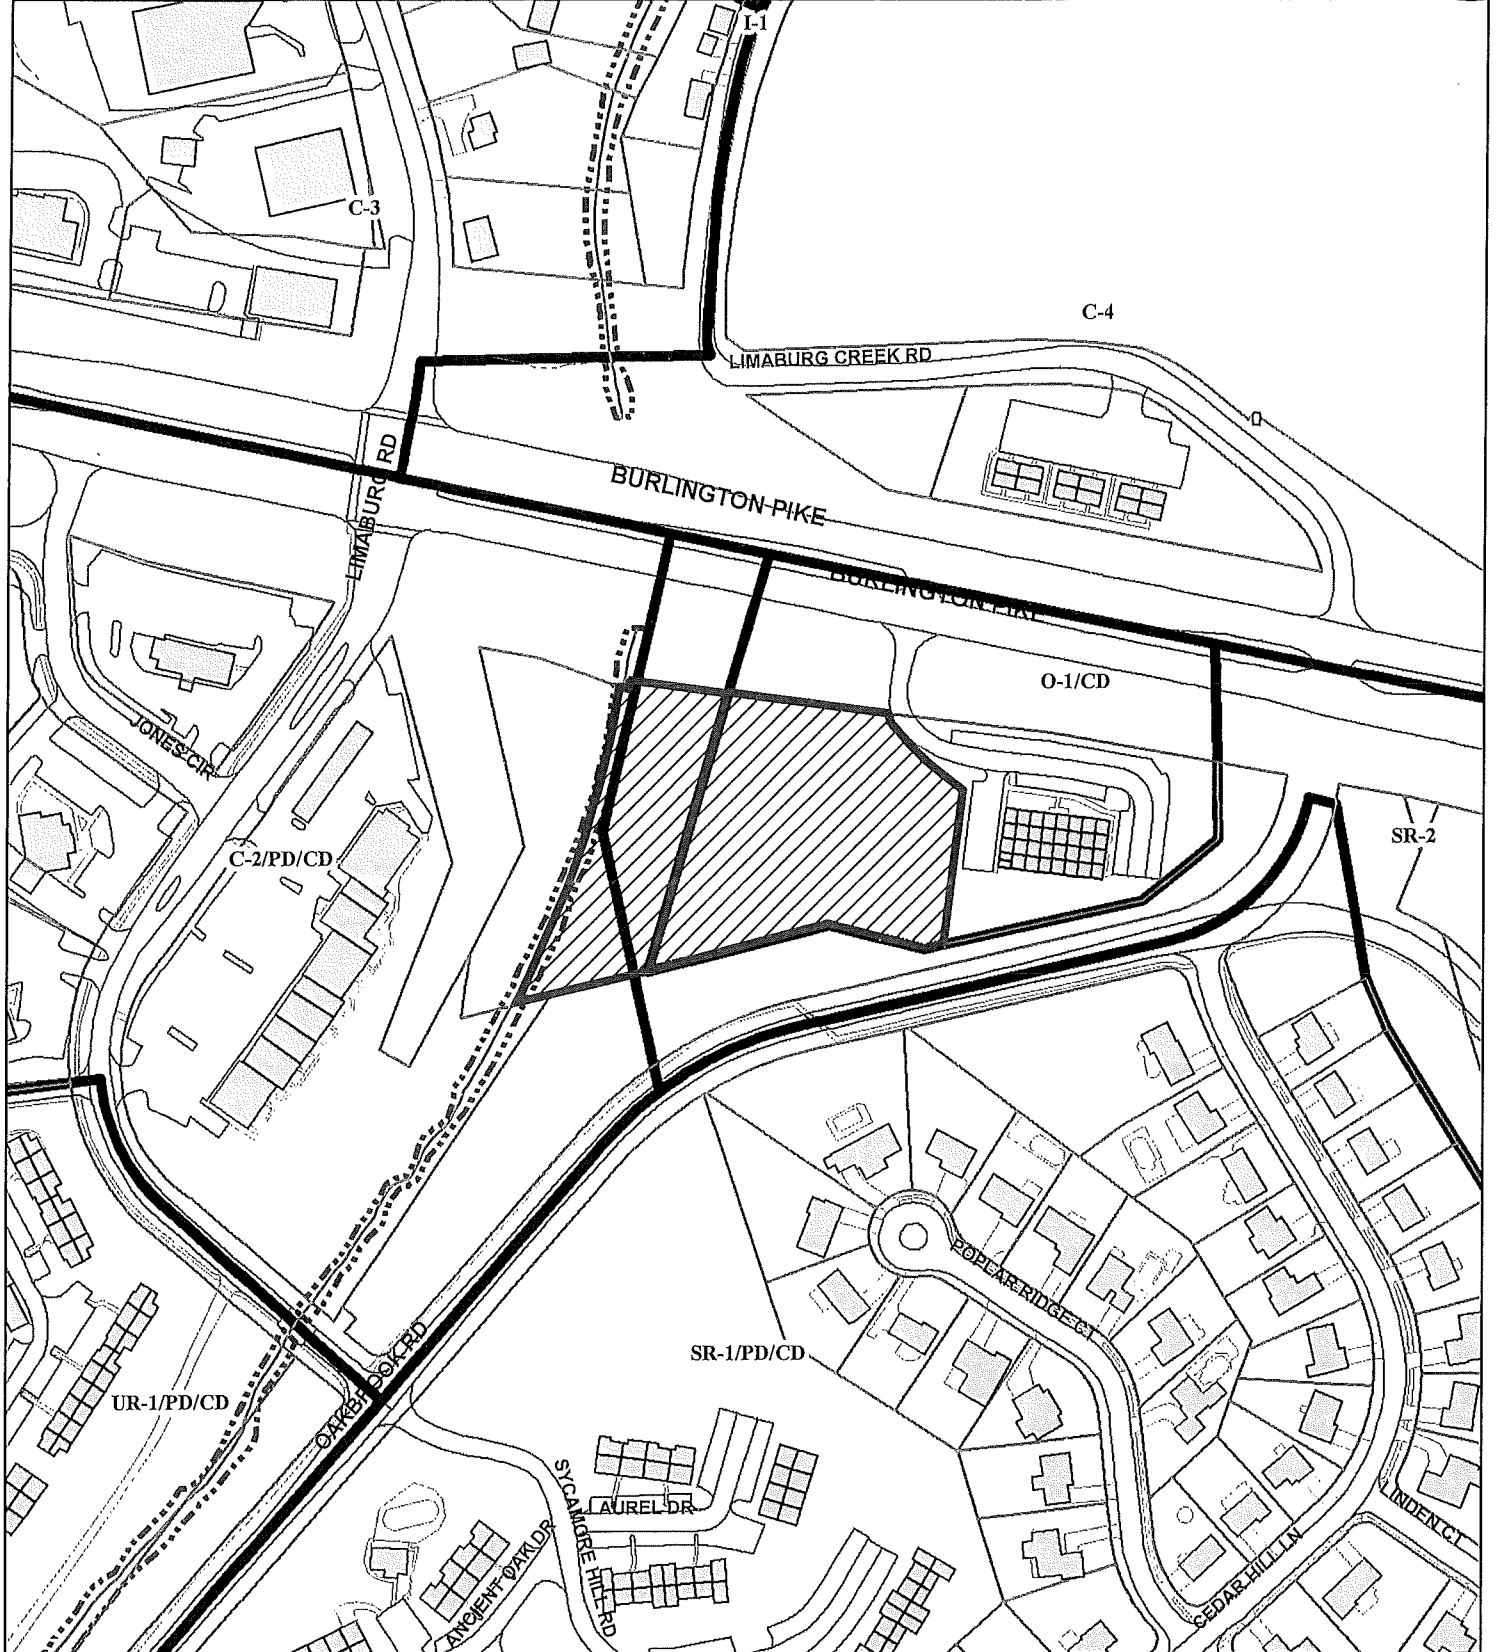 I-1
C-3
C-4
LIMABURG CREEK RD
LIMABURG RD
BURLINGTON PIKE
BURLINGTON PIKE
O-1/CD
JONES CIR
C-2/PD/CD
SR-2
POPLAR RIDGE CT
SR-1/PD/CD
OAKBROOK RD
UR-1/PD/CD
SYCAMORE HILL RD
LAUREL DR
ANCIENT OAK DR
LINDEN CT
CEDAR HILL LN